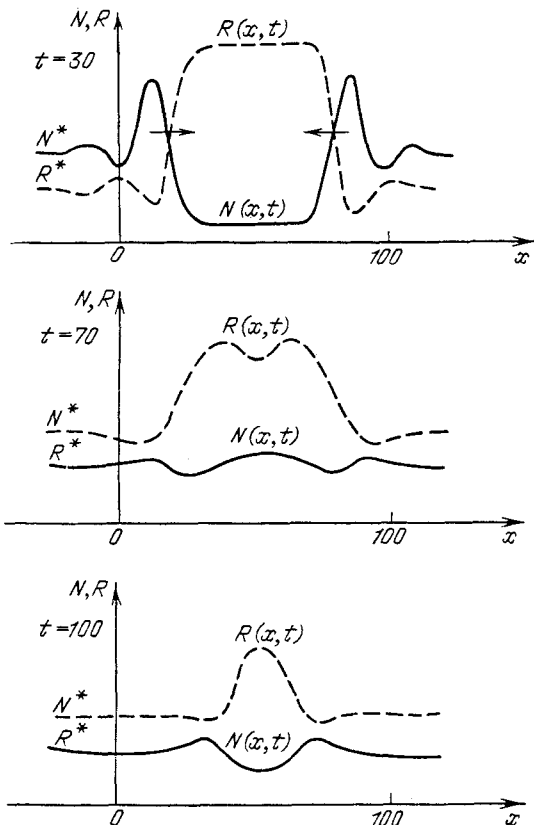 N, R
R(x,t)
t=30
N*
R*
N(x,t)
0
100
x
N, R
R(x,t)
t=70
N*
N(x,t)
R*
0
100
x
N, R
R(x,t)
t=100
N*
R*
N(x,t)
0
100
x